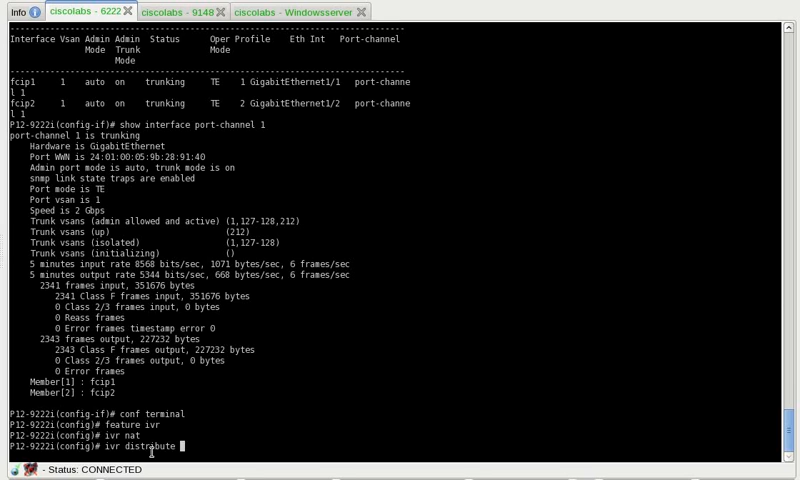 Info ciscolabs - 6222 ciscolabs - 9148 ciscolabs - Windowsserver
--------------------------------------------------------------------------------
Interface Vsan Admin Admin Status Oper Profile Eth Int Port-channel
Mode Trunk Mode
Mode
--------------------------------------------------------------------------------
fcip1 1 auto on trunking TE 1 GigabitEthernet1/1 port-channe
l 1
fcip2 1 auto on trunking TE 2 GigabitEthernet1/2 port-channe
l 1
P12-9222i(config-if)# show interface port-channel 1
port-channel 1 is trunking
Hardware is GigabitEthernet
Port WWN is 24:01:00:05:9b:28:91:40
Admin port mode is auto, trunk mode is on
snmp link state traps are enabled
Port mode is TE
Port vsan is 1
Speed is 2 Gbps
Trunk vsans (admin allowed and active) (1,127-128,212)
Trunk vsans (up) (212)
Trunk vsans (isolated) (1,127-128)
Trunk vsans (initializing) ()
5 minutes input rate 8568 bits/sec, 1071 bytes/sec, 6 frames/sec
5 minutes output rate 5344 bits/sec, 668 bytes/sec, 6 frames/sec
2341 frames input, 351676 bytes
2341 Class F frames input, 351676 bytes
0 Class 2/3 frames input, 0 bytes
0 Reass frames
0 Error frames timestamp error 0
2343 frames output, 227232 bytes
2343 Class F frames output, 227232 bytes
0 Class 2/3 frames output, 0 bytes
0 Error frames
Member[1] : fcip1
Member[2] : fcip2
P12-9222i(config-if)# conf terminal
P12-9222i(config)# feature ivr
P12-9222i(config)# ivr nat
P12-9222i(config)# ivr distribute
- Status: CONNECTED